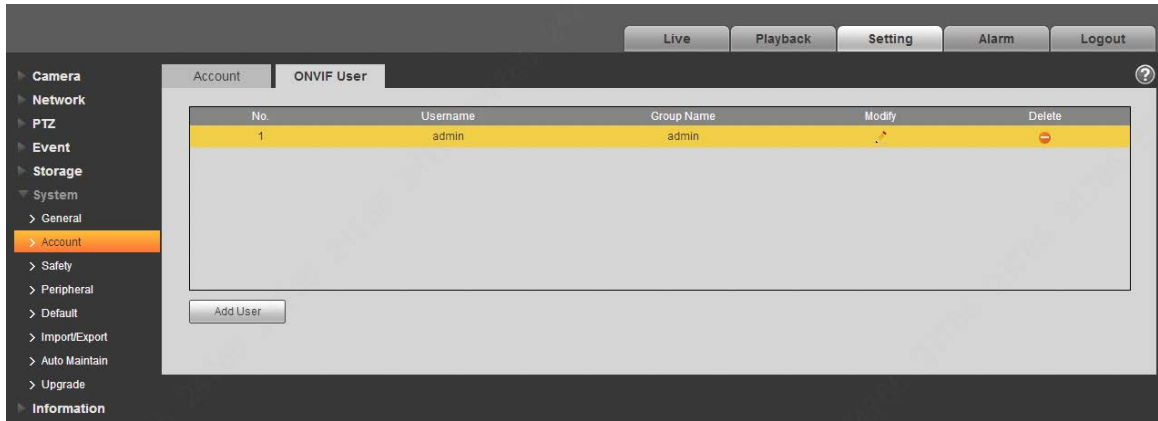 Live Playback Setting Alarm Logout
Camera
Network
PTZ
Event
Storage
System
General
Account
Safety
Peripheral
Default
Import/Export
Auto Maintain
Upgrade
Information
Account ONVIF User
No. Username Group Name Modify Delete
1 admin admin
Add User